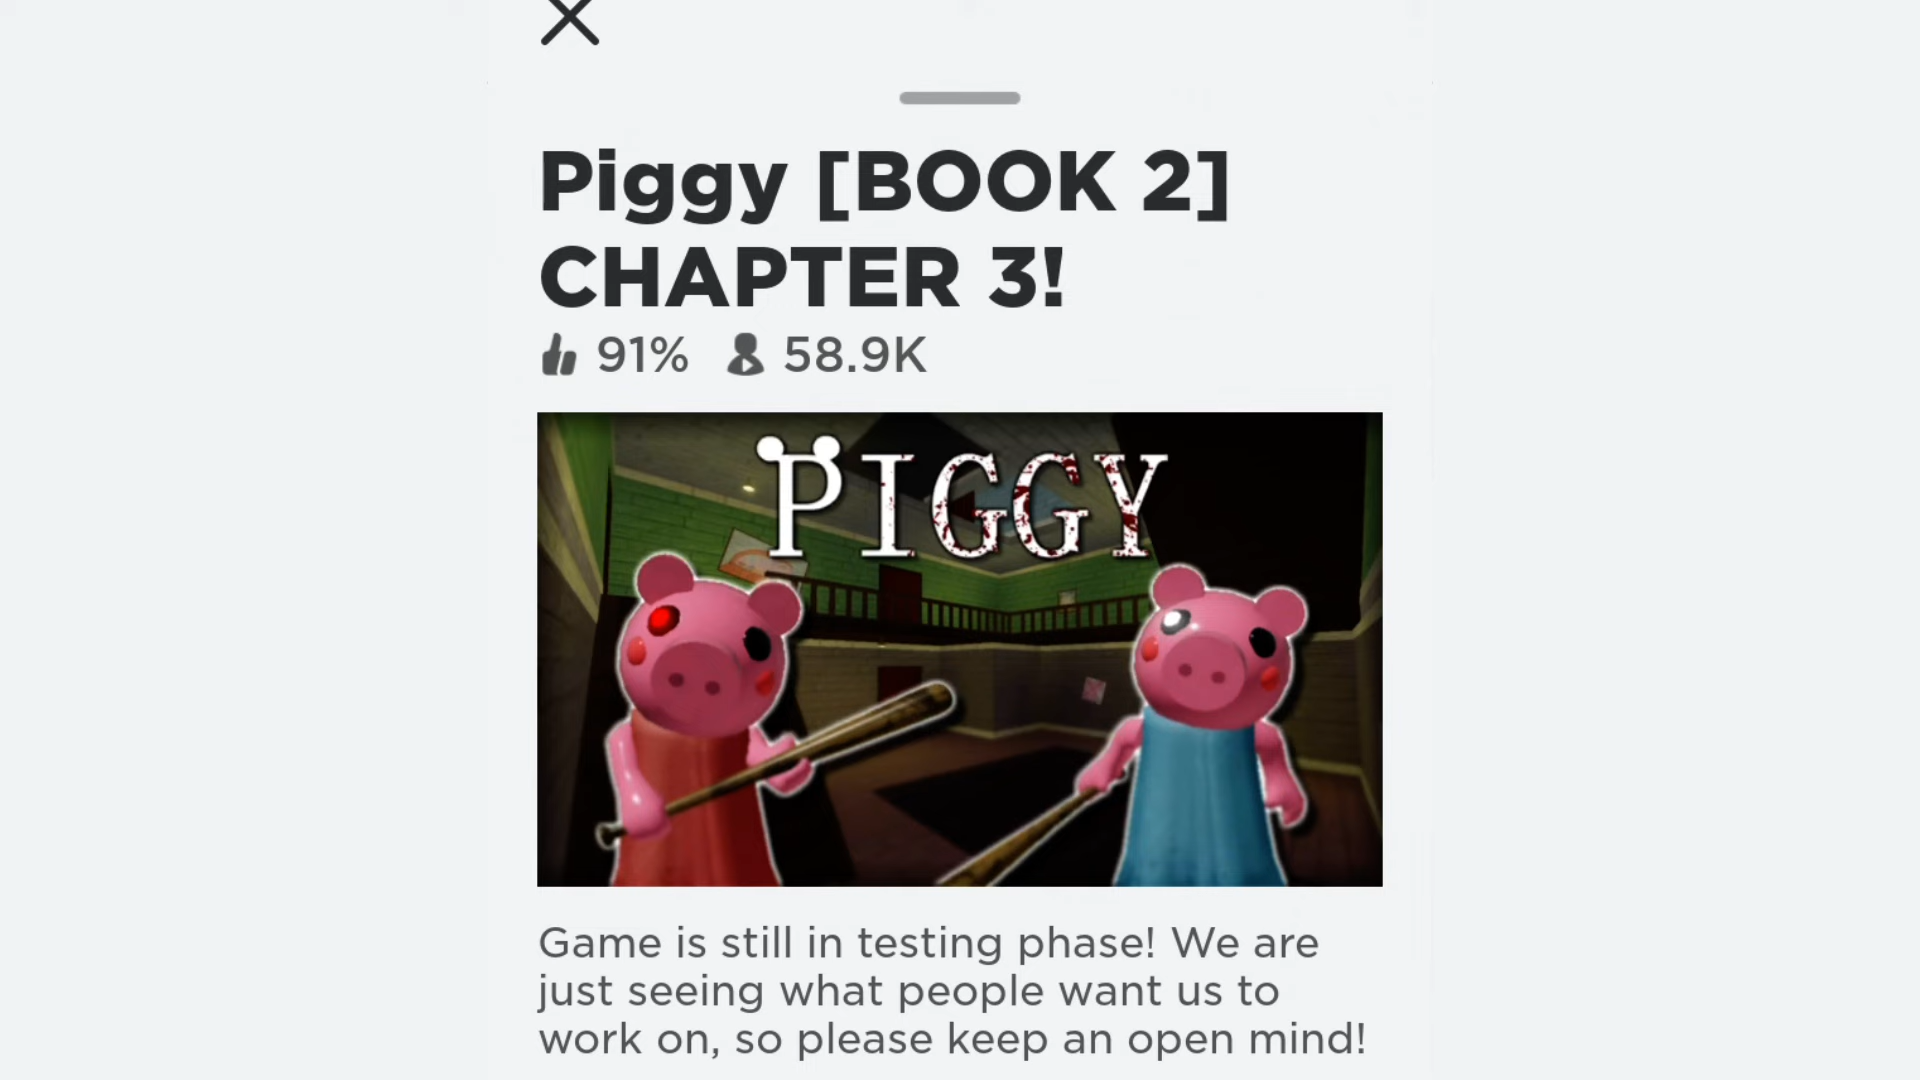 Piggy [BOOK 2]
CHAPTER 3!
91% 58.9K
PIGGY
Game is still in testing phase! We are
just seeing what people want us to
work on, so please keep an open mind!